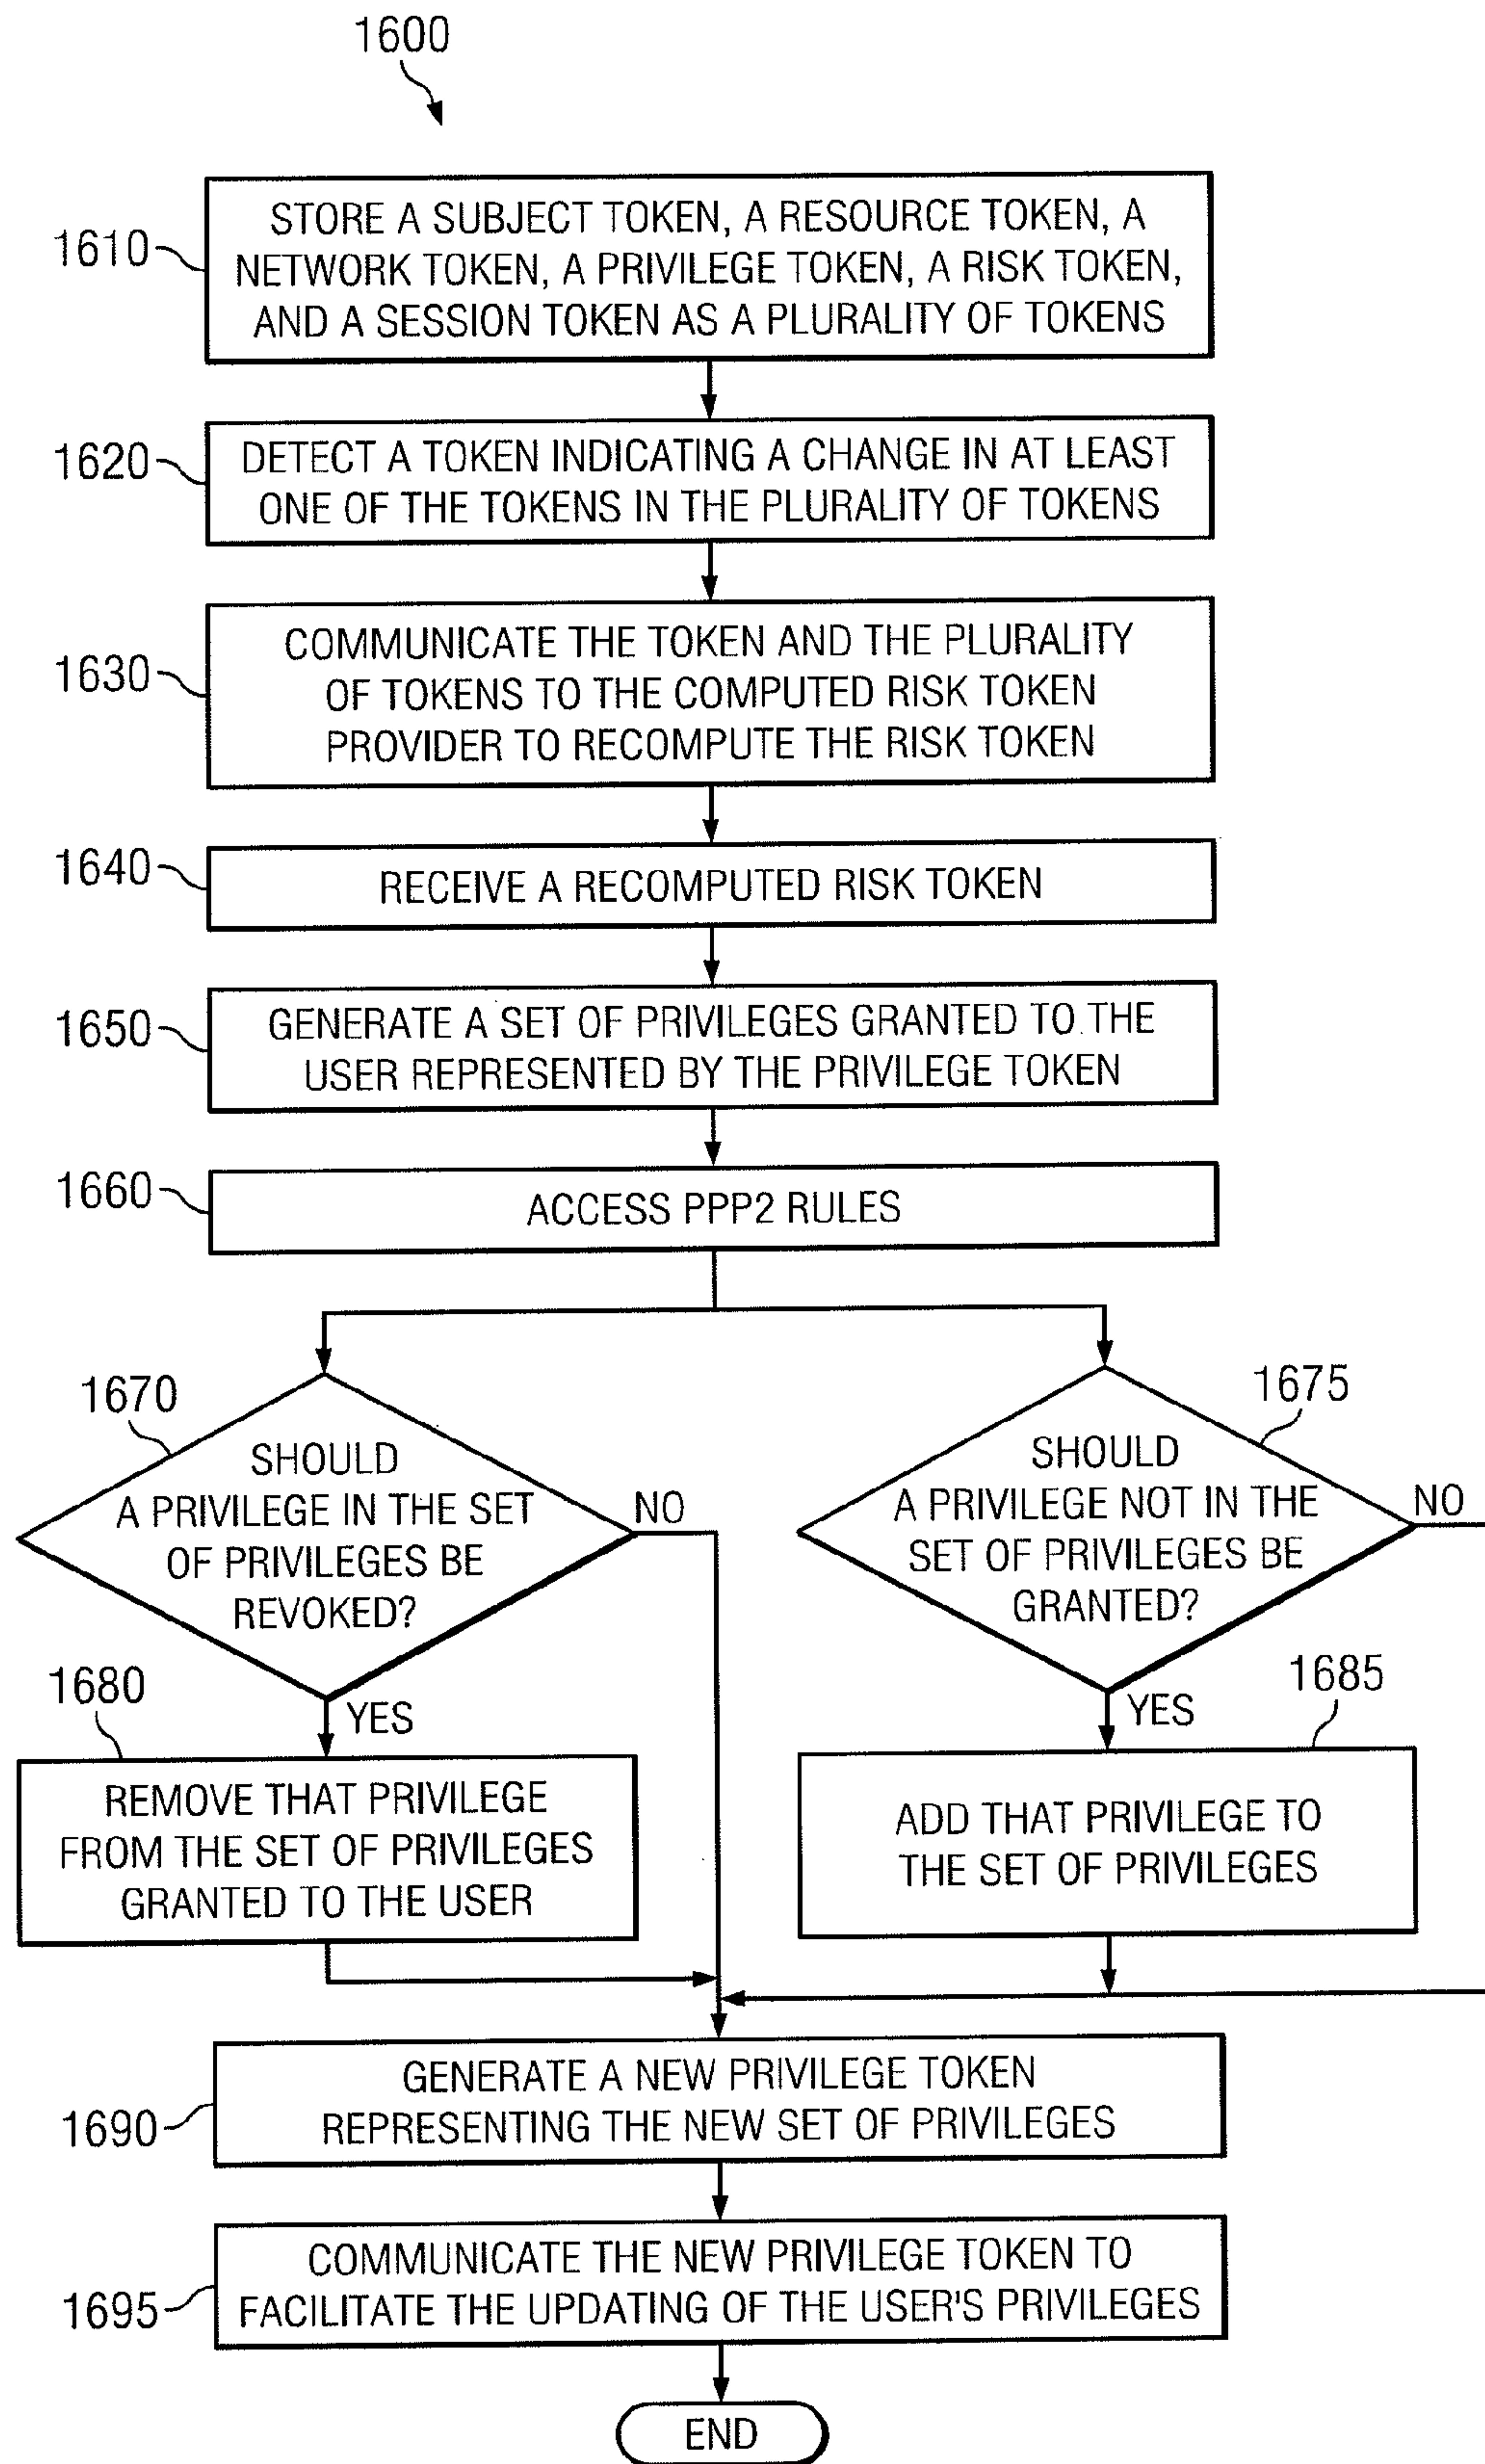 1600
1610
STORE A SUBJECT TOKEN, A RESOURCE TOKEN, A
NETWORK TOKEN, A PRIVILEGE TOKEN, A RISK TOKEN,
AND A SESSION TOKEN AS A PLURALITY OF TOKENS
1620
DETECT A TOKEN INDICATING A CHANGE IN AT LEAST
ONE OF THE TOKENS IN THE PLURALITY OF TOKENS
1630
COMMUNICATE THE TOKEN AND THE PLURALITY
OF TOKENS TO THE COMPUTED RISK TOKEN
PROVIDER TO RECOMPUTE THE RISK TOKEN
1640
RECEIVE A RECOMPUTED RISK TOKEN
1650
GENERATE A SET OF PRIVILEGES GRANTED TO THE
USER REPRESENTED BY THE PRIVILEGE TOKEN
1660
ACCESS PPP2 RULES
1670
SHOULD
A PRIVILEGE IN THE SET
OF PRIVILEGES BE
REVOKED?
NO
YES
1675
SHOULD
A PRIVILEGE NOT IN THE
SET OF PRIVILEGES BE
GRANTED?
NO
YES
1680
REMOVE THAT PRIVILEGE
FROM THE SET OF PRIVILEGES
GRANTED TO THE USER
1685
ADD THAT PRIVILEGE TO
THE SET OF PRIVILEGES
1690
GENERATE A NEW PRIVILEGE TOKEN
REPRESENTING THE NEW SET OF PRIVILEGES
1695
COMMUNICATE THE NEW PRIVILEGE TOKEN TO
FACILITATE THE UPDATING OF THE USER'S PRIVILEGES
END